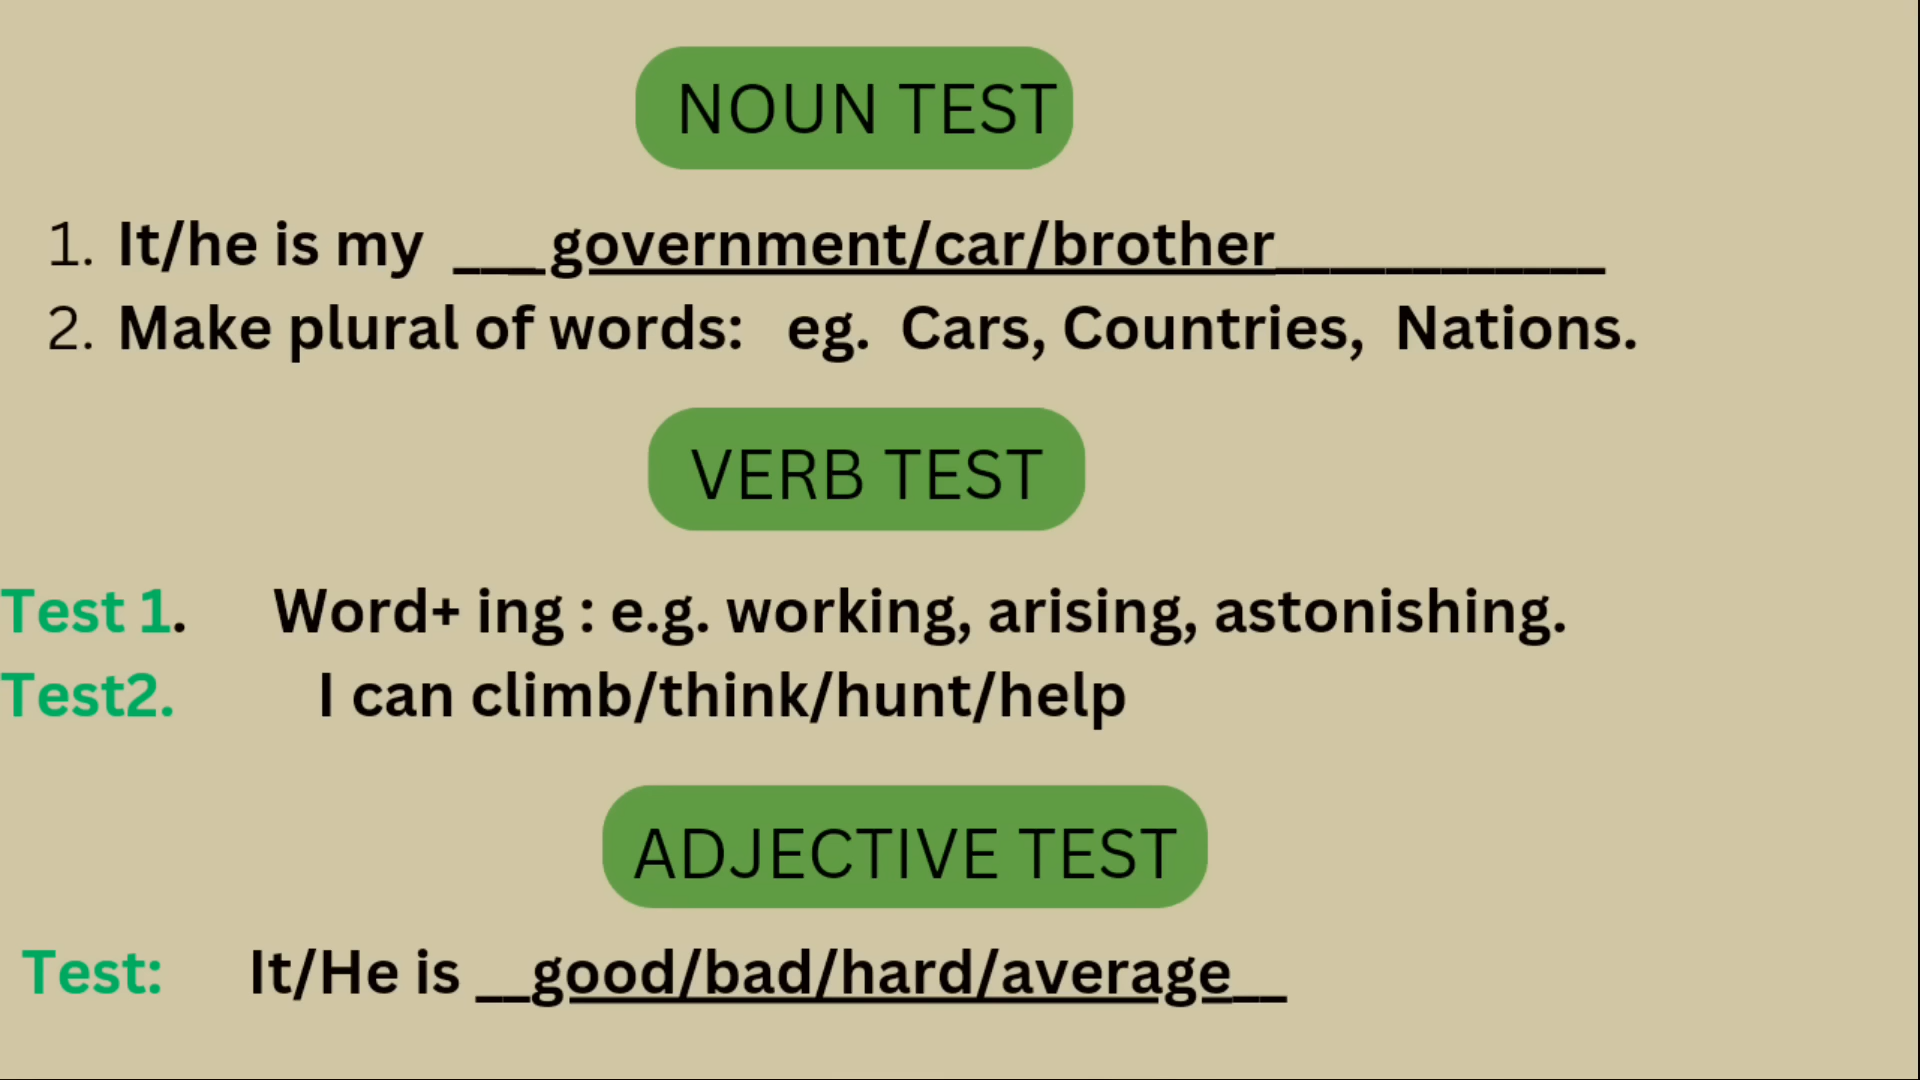 NOUN TEST
1. It/he is my ___government/car/brother____________
2. Make plural of words: eg. Cars, Countries, Nations.
VERB TEST
Test 1. Word+ ing : e.g. working, arising, astonishing.
Test2. I can climb/think/hunt/help
ADJECTIVE TEST
Test: It/He is __good/bad/hard/average__